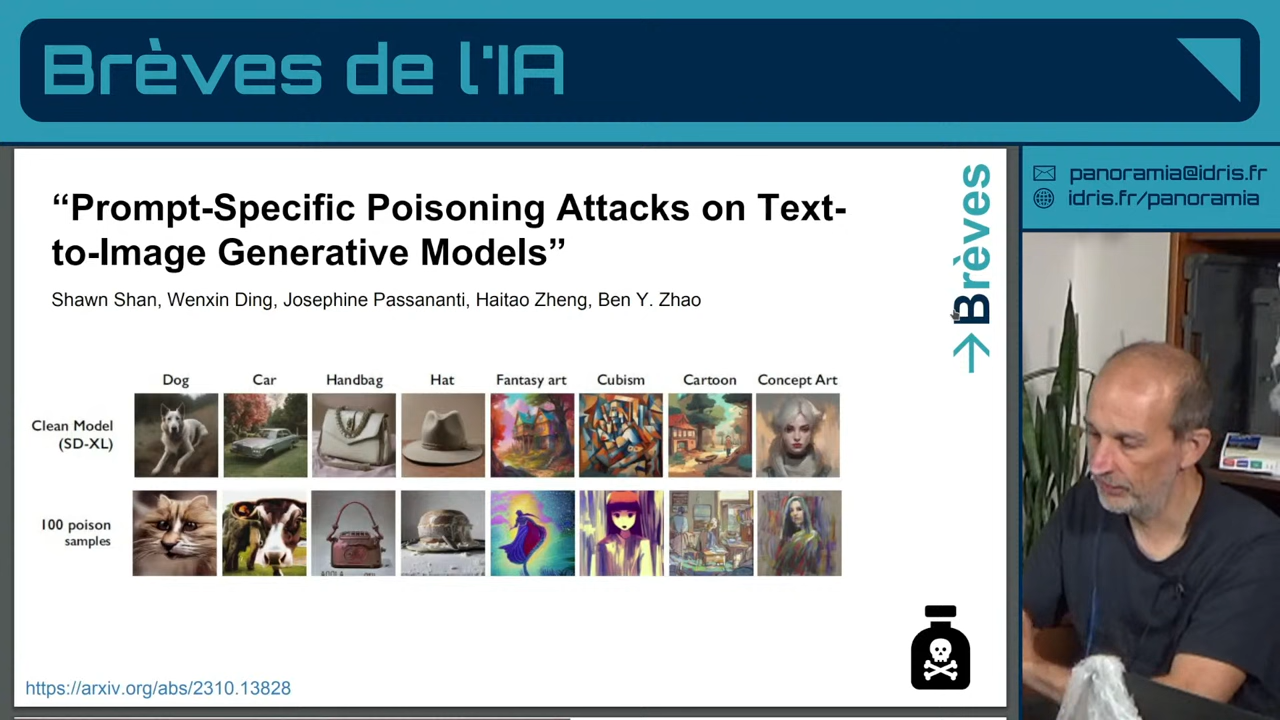 Brèves de l'IA
panoramia@idris.fr
idris.fr/panoramia
“Prompt-Specific Poisoning Attacks on Text-
to-Image Generative Models”
Shawn Shan, Wenxin Ding, Josephine Passananti, Haitao Zheng, Ben Y. Zhao
→Brèves
Dog Car Handbag Hat Fantasy art Cubism Cartoon Concept Art
Clean Model
(SD-XL)
100 poison
samples
https://arxiv.org/abs/2310.13828